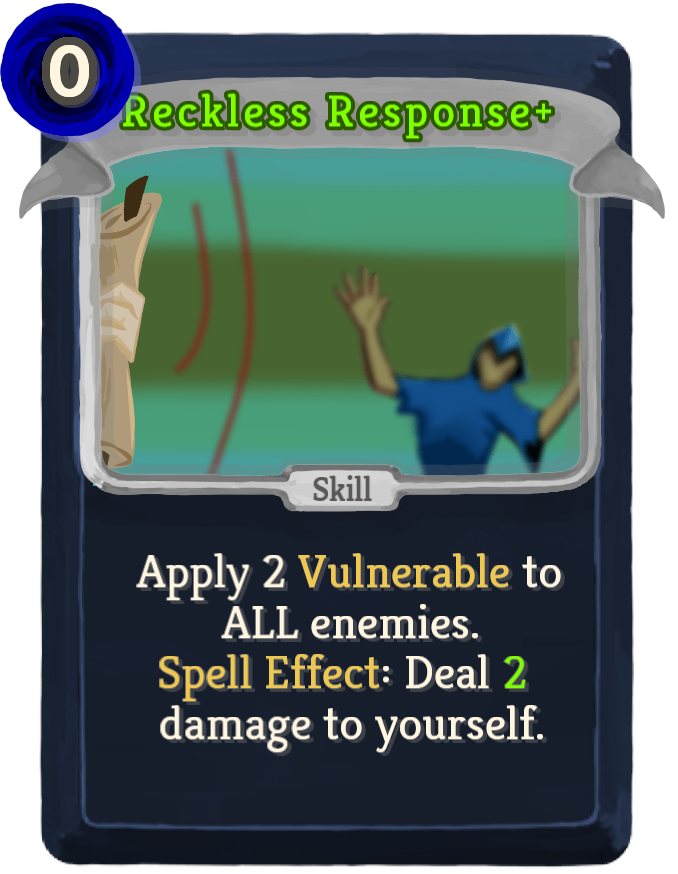 0
Reckless Response+
Skill
Apply 2 Vulnerable to
ALL enemies.
Spell Effect: Deal 2
damage to yourself.